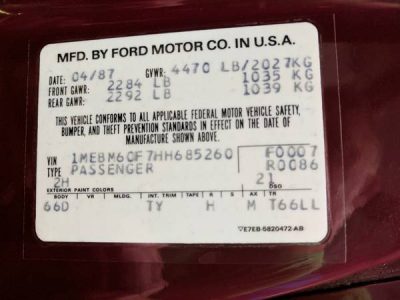 MFD. BY FORD MOTOR CO. IN U.S.A.
DATE: 04/87 GVWR: 4470 LB/2027KG
FRONT GAWR: 2284 LB 1035 KG
REAR GAWR: 2292 LB 1039 KG
THIS VEHICLE CONFORMS TO ALL APPLICABLE FEDERAL MOTOR VEHICLE SAFETY,
BUMPER, AND THEFT PREVENTION STANDARDS IN EFFECT ON THE DATE OF
MANUFACTURE SHOWN ABOVE.
VIN 1MEBM6CF7HH685260 F0007
TYPE PASSENGER R0086
2H 21
EXTERIOR PAINT COLORS DSO
BODY VR MLDG. INT. TRIM TAPE R S AX TR
66D TY H M T66LL
▽E7EB-5820472-AB